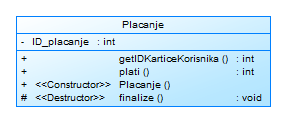 Placanje
- ID_placanje : int
+ getIDKarticeKorisnika () : int
+ plati () : int
+ <<Constructor>> Placanje ()
# <<Destructor>> finalize () : void